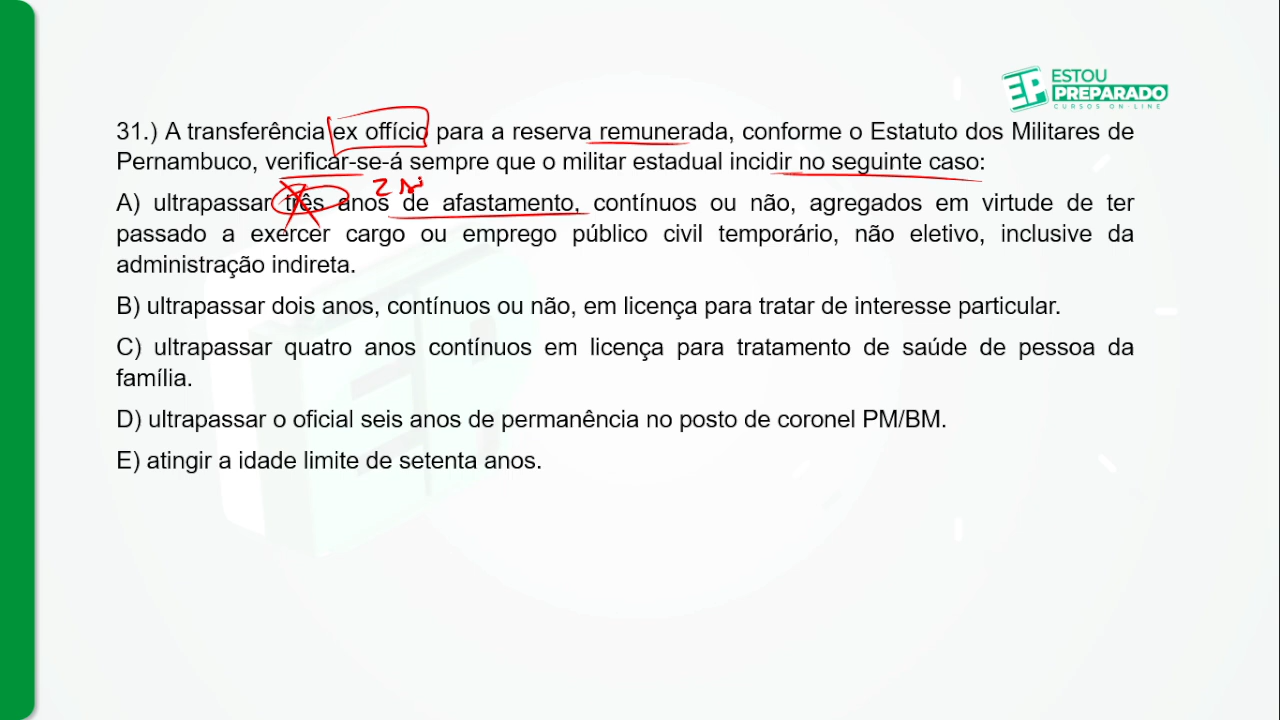 ESTOU
PREPARADO
CURSOS ON-LINE
31.) A transferência ex offício para a reserva remunerada, conforme o Estatuto dos Militares de
Pernambuco, verificar-se-á sempre que o militar estadual incidir no seguinte caso:
A) ultrapassar três anos de afastamento, contínuos ou não, agregados em virtude de ter
passado a exercer cargo ou emprego público civil temporário, não eletivo, inclusive da
administração indireta.
B) ultrapassar dois anos, contínuos ou não, em licença para tratar de interesse particular.
C) ultrapassar quatro anos contínuos em licença para tratamento de saúde de pessoa da
família.
D) ultrapassar o oficial seis anos de permanência no posto de coronel PM/BM.
E) atingir a idade limite de setenta anos.